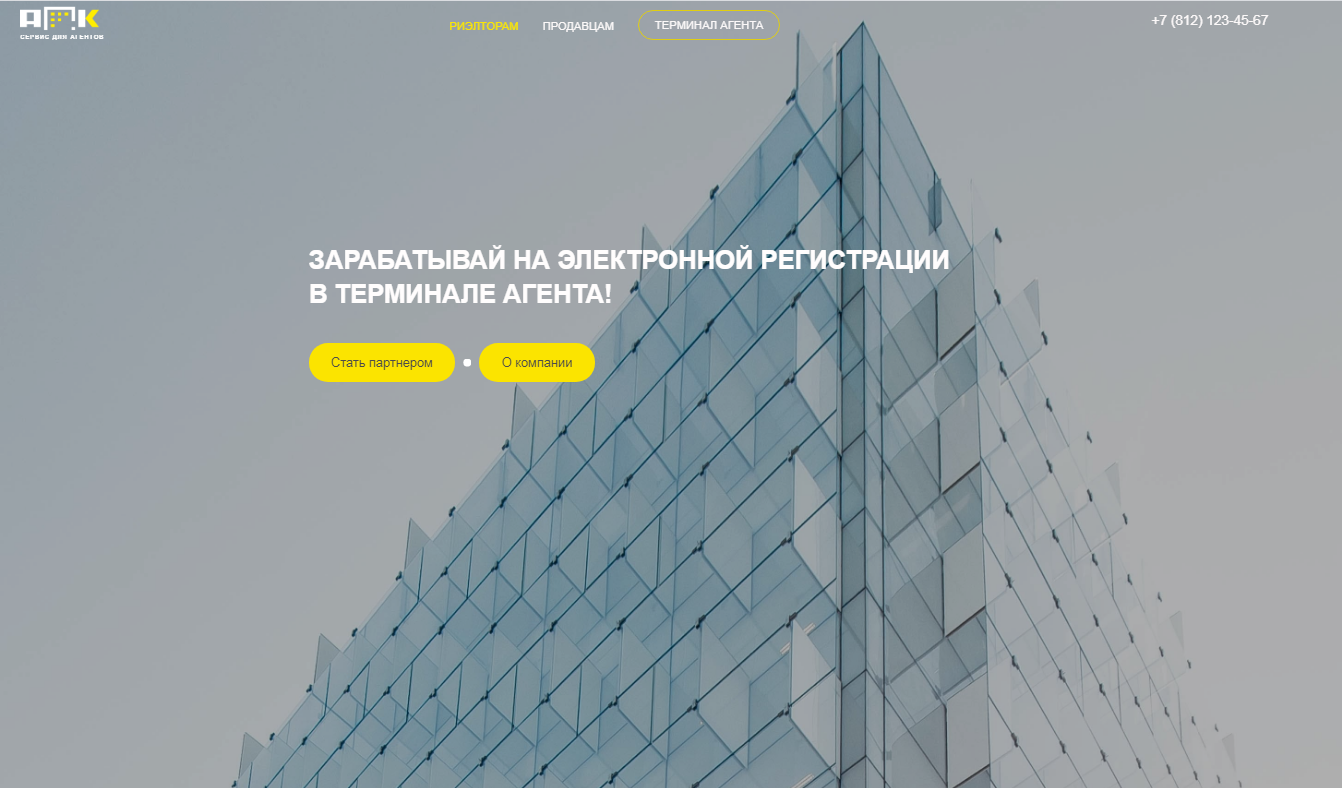 АПК
СЕРВИС ДЛЯ АГЕНТОВ
РИЭЛТОРАМ
ПРОДАВЦАМ
ТЕРМИНАЛ АГЕНТА
+7 (812) 123-45-67
ЗАРАБАТЫВАЙ НА ЭЛЕКТРОННОЙ РЕГИСТРАЦИИ
В ТЕРМИНАЛЕ АГЕНТА!
Стать партнером
О компании